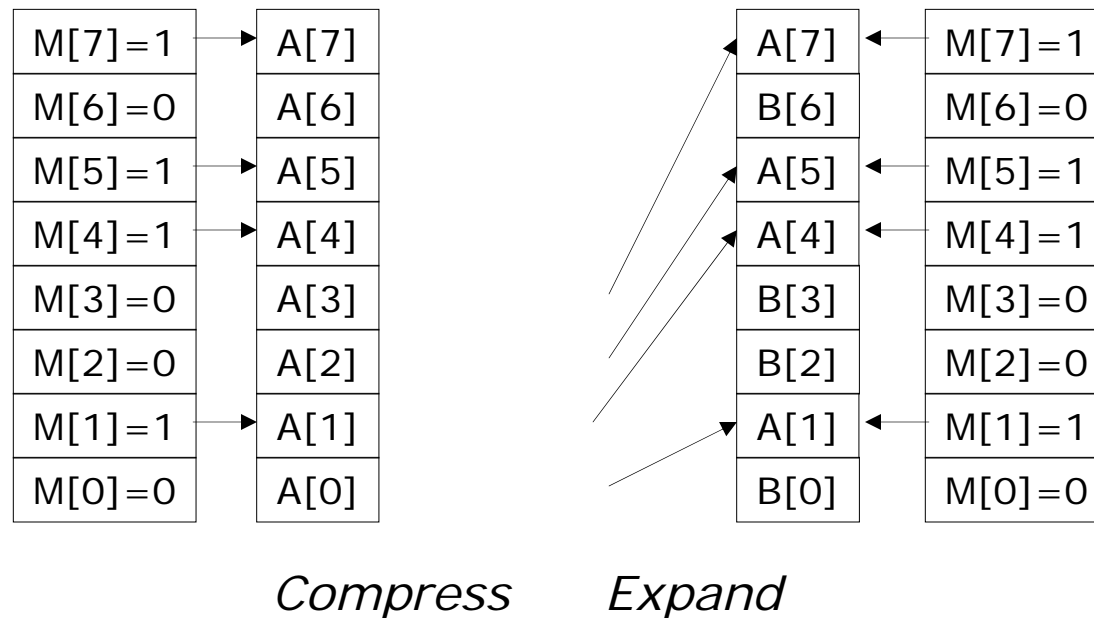 M[7]=1 A[7] A[7] M[7]=1
M[6]=0 A[6] B[6] M[6]=0
M[5]=1 A[5] A[5] M[5]=1
M[4]=1 A[4] A[4] M[4]=1
M[3]=0 A[3] B[3] M[3]=0
M[2]=0 A[2] B[2] M[2]=0
M[1]=1 A[1] A[1] M[1]=1
M[0]=0 A[0] B[0] M[0]=0
Compress Expand